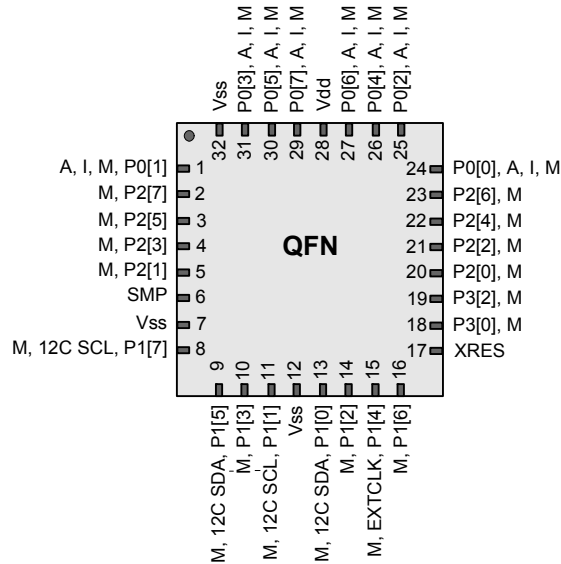 Vss
P0[3], A, I, M
P0[5], A, I, M
P0[7], A, I, M
Vdd
P0[6], A, I, M
P0[4], A, I, M
P0[2], A, I, M
32
31
30
29
28
27
26
25
A, I, M, P0[1]
1
24
P0[0], A, I, M
M, P2[7]
2
23
P2[6], M
M, P2[5]
3
22
P2[4], M
M, P2[3]
4
QFN
21
P2[2], M
M, P2[1]
5
20
P2[0], M
SMP
6
19
P3[2], M
Vss
7
18
P3[0], M
M, 12C SCL, P1[7]
8
17
XRES
9
10
11
12
13
14
15
16
M, 12C SDA, P1[5]
M, P1[3]
M, 12C SCL, P1[1]
Vss
M, 12C SDA, P1[0]
M, P1[2]
M, EXTCLK, P1[4]
M, P1[6]